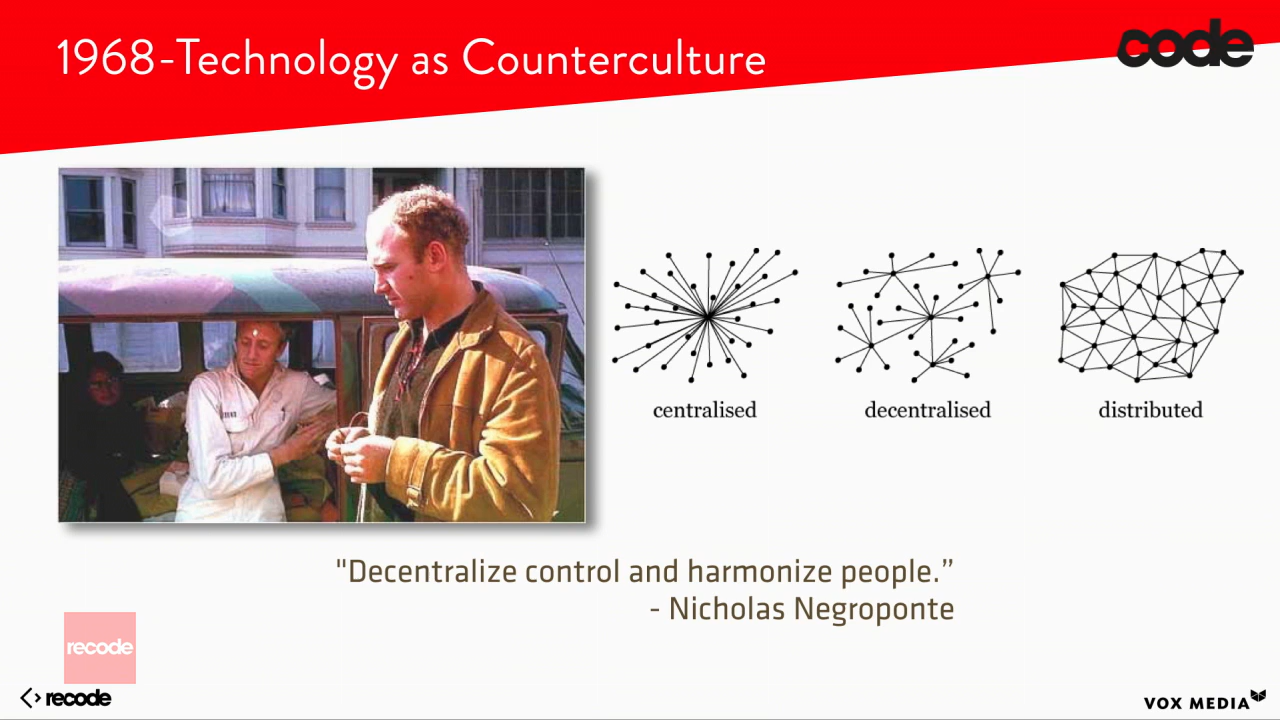 1968-Technology as Counterculture
code
centralised
decentralised
distributed
"Decentralize control and harmonize people.”
- Nicholas Negroponte
recode
<> recode
VOX MEDIA